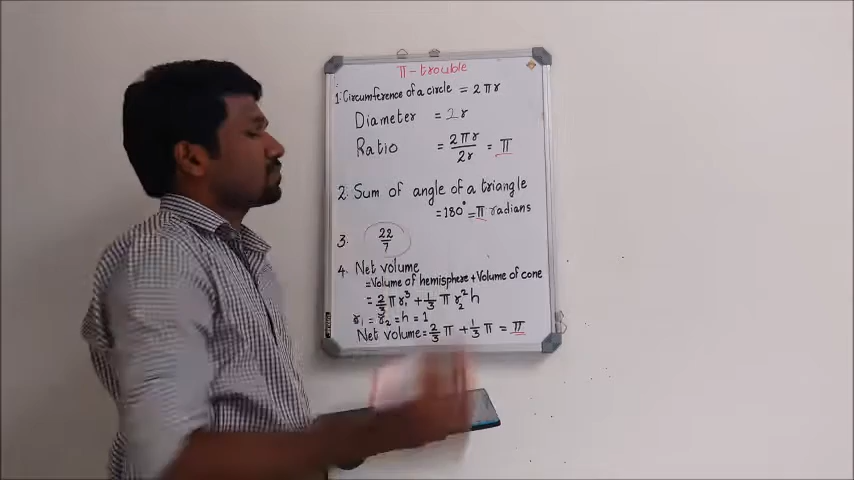 π-trouble
1. Circumference of a circle = 2πr
Diameter = 2r
Ratio = 2πr/2r = π
2. Sum of angle of a triangle
= 180° = π radians
3. 22/7
4. Net volume
= Volume of hemisphere + Volume of cone
= 2/3 πr₁³ + 1/3 πr₂²h
r₁ = r₂ = h = 1
Net volume = 2/3 π + 1/3 π = π